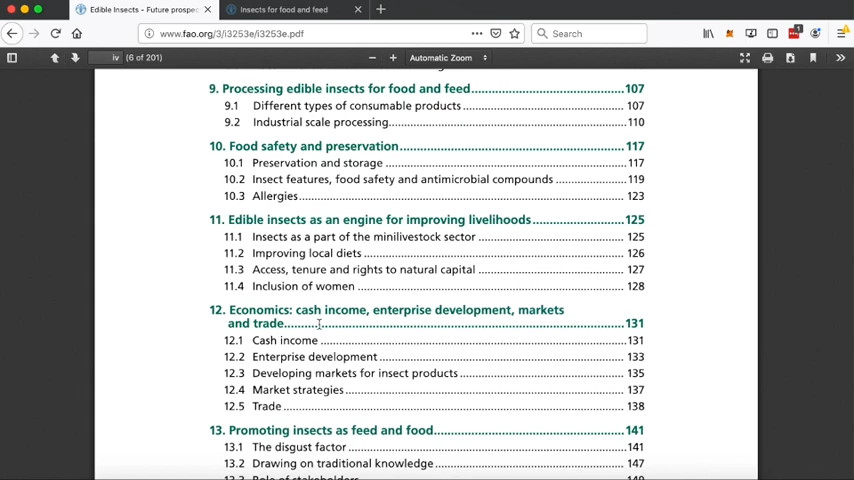 Edible Insects - Future prospec
Insects for food and feed
www.fao.org/3/i3253e/i3253e.pdf
Search
1
iv (6 of 201)
Automatic Zoom
9. Processing edible insects for food and feed 107
9.1 Different types of consumable products 107
9.2 Industrial scale processing 110
10. Food safety and preservation 117
10.1 Preservation and storage 117
10.2 Insect features, food safety and antimicrobial compounds 119
10.3 Allergies 123
11. Edible insects as an engine for improving livelihoods 125
11.1 Insects as a part of the minilivestock sector 125
11.2 Improving local diets 126
11.3 Access, tenure and rights to natural capital 127
11.4 Inclusion of women 128
12. Economics: cash income, enterprise development, markets
and trade 131
12.1 Cash income 131
12.2 Enterprise development 133
12.3 Developing markets for insect products 135
12.4 Market strategies 137
12.5 Trade 138
13. Promoting insects as feed and food 141
13.1 The disgust factor 141
13.2 Drawing on traditional knowledge 147